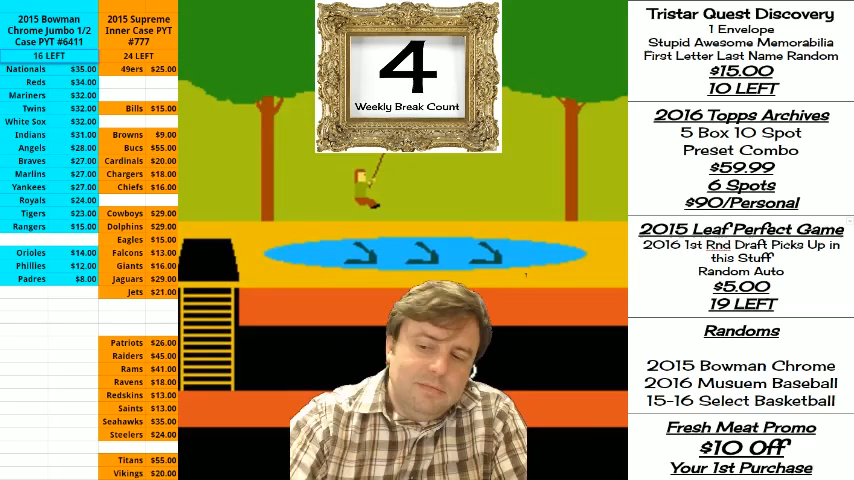 2015 Bowman
Chrome Jumbo 1/2
Case PYT #6411
16 LEFT
Nationals $35.00
Reds $34.00
Mariners $32.00
Twins $32.00
White Sox $32.00
Indians $31.00
Angels $28.00
Braves $27.00
Marlins $27.00
Yankees $27.00
Royals $24.00
Tigers $23.00
Rangers $15.00
Orioles $14.00
Phillies $12.00
Padres $8.00
2015 Supreme
Inner Case PYT
#777
24 LEFT
49ers $25.00
Bills $15.00
Browns $9.00
Bucs $55.00
Cardinals $20.00
Chargers $18.00
Chiefs $16.00
Cowboys $29.00
Dolphins $29.00
Eagles $15.00
Falcons $13.00
Giants $16.00
Jaguars $29.00
Jets $21.00
Patriots $26.00
Raiders $45.00
Rams $41.00
Ravens $18.00
Redskins $13.00
Saints $13.00
Seahawks $35.00
Steelers $24.00
Titans $55.00
Vikings $20.00
4
Weekly Break Count
Tristar Quest Discovery
1 Envelope
Stupid Awesome Memorabilia
First Letter Last Name Random
$15.00
10 LEFT
2016 Topps Archives
5 Box 10 Spot
Preset Combo
$59.99
6 Spots
$90/Personal
2015 Leaf Perfect Game
2016 1st Rnd Draft Picks Up in
this Stuff
Random Auto
$5.00
19 LEFT
Randoms
2015 Bowman Chrome
2016 Musuem Baseball
15-16 Select Basketball
Fresh Meat Promo
$10 Off
Your 1st Purchase